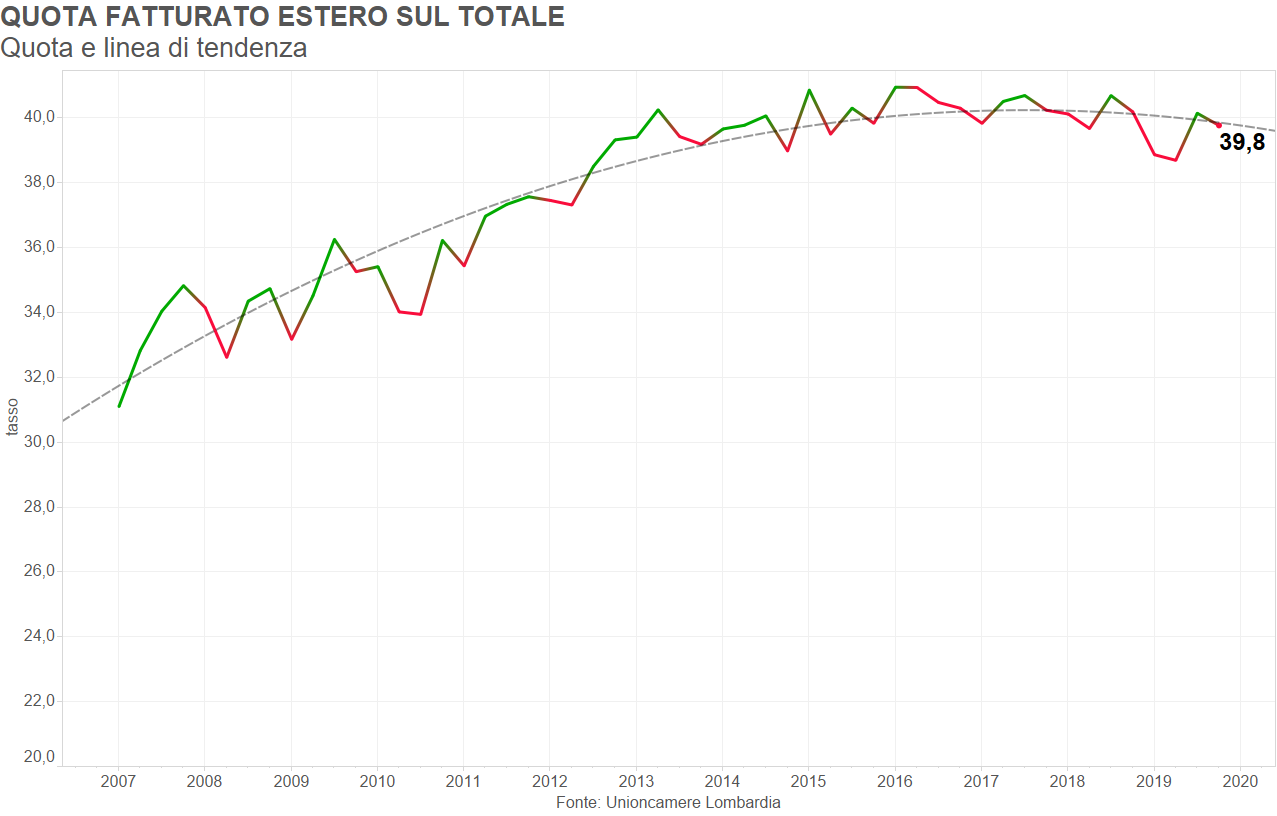 QUOTA FATTURATO ESTERO SUL TOTALE
Quota e linea di tendenza
40,0
38,0
36,0
34,0
32,0
30,0
28,0
26,0
24,0
22,0
20,0
tasso
39,8
2007 2008 2009 2010 2011 2012 2013 2014 2015 2016 2017 2018 2019 2020
Fonte: Unioncamere Lombardia